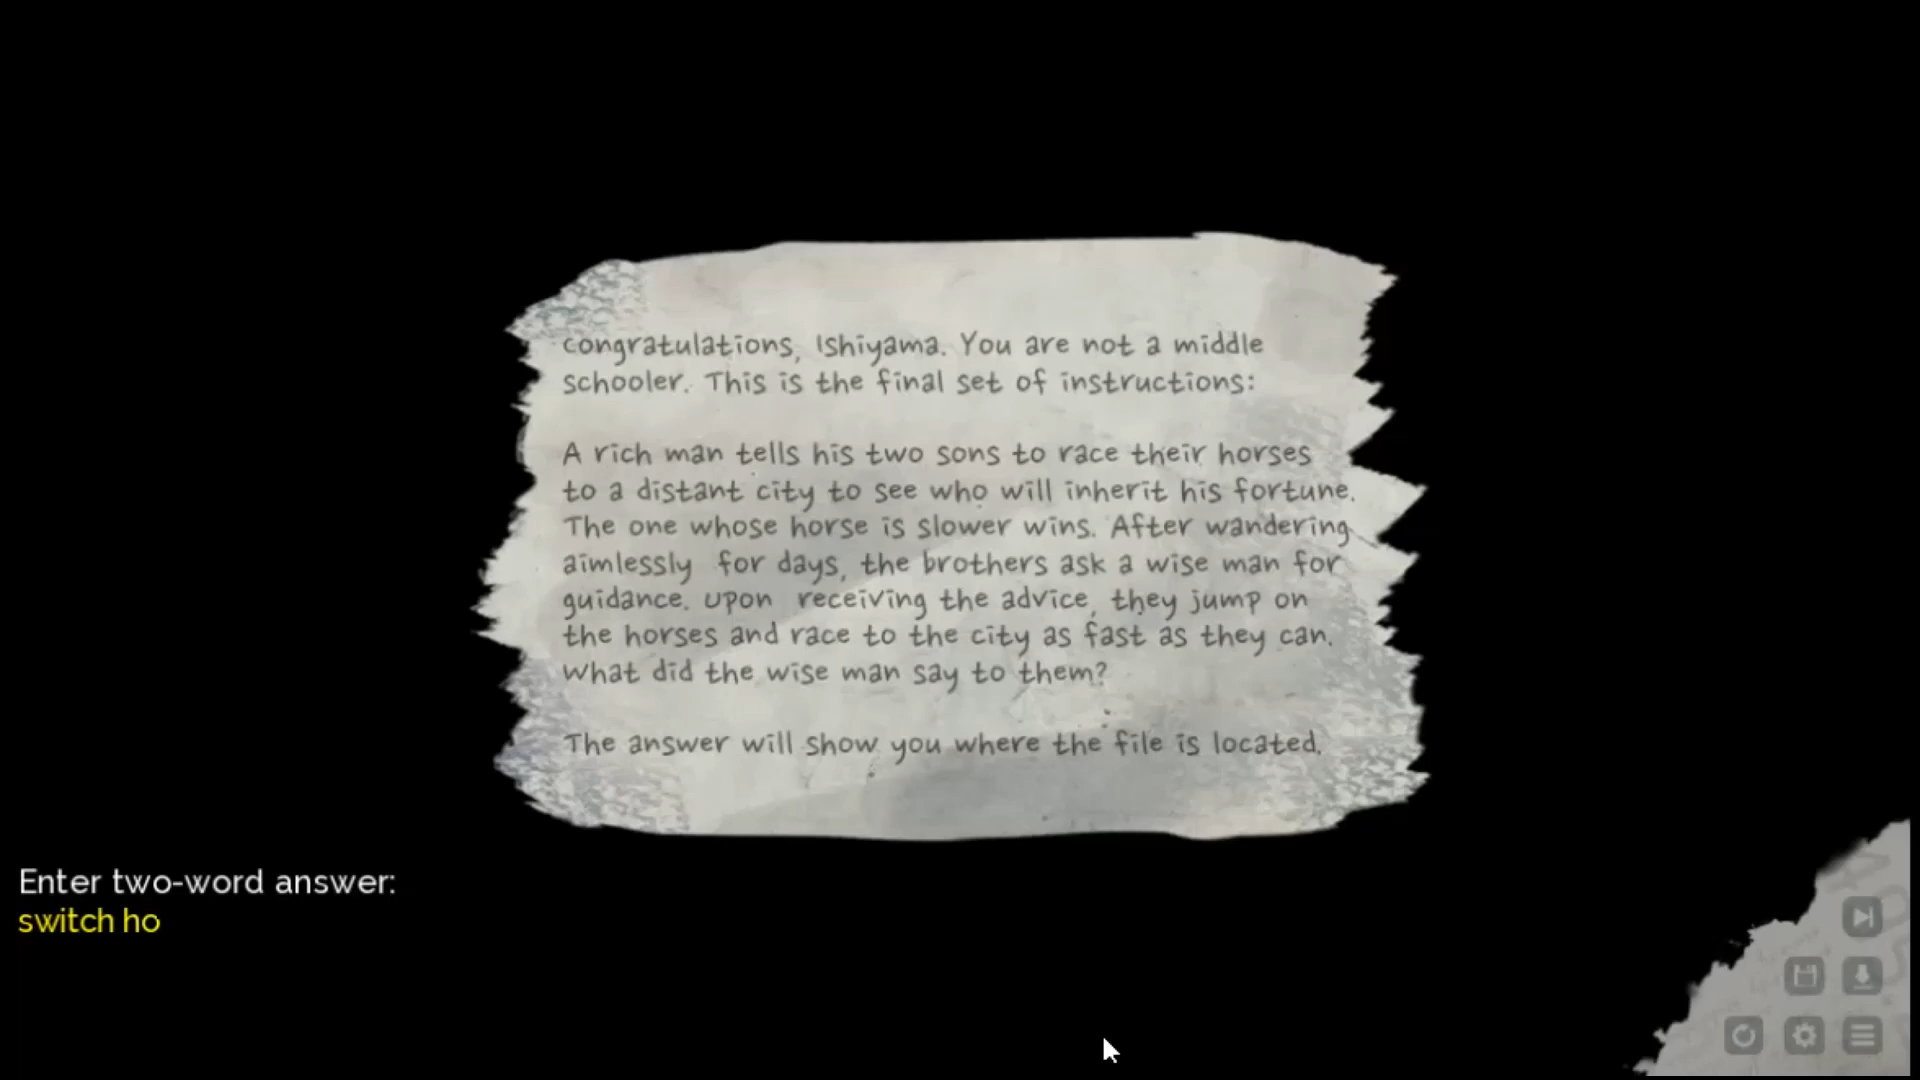 congratulations, Ishiyama. You are not a middle
schooler. This is the final set of instructions:
A rich man tells his two sons to race their horses
to a distant city to see who will inherit his fortune.
The one whose horse is slower wins. After wandering
aimlessly for days, the brothers ask a wise man for
guidance. Upon receiving the advice, they jump on
the horses and race to the city as fast as they can.
What did the wise man say to them?
The answer will show you where the file is located.
Enter two-word answer:
switch ho